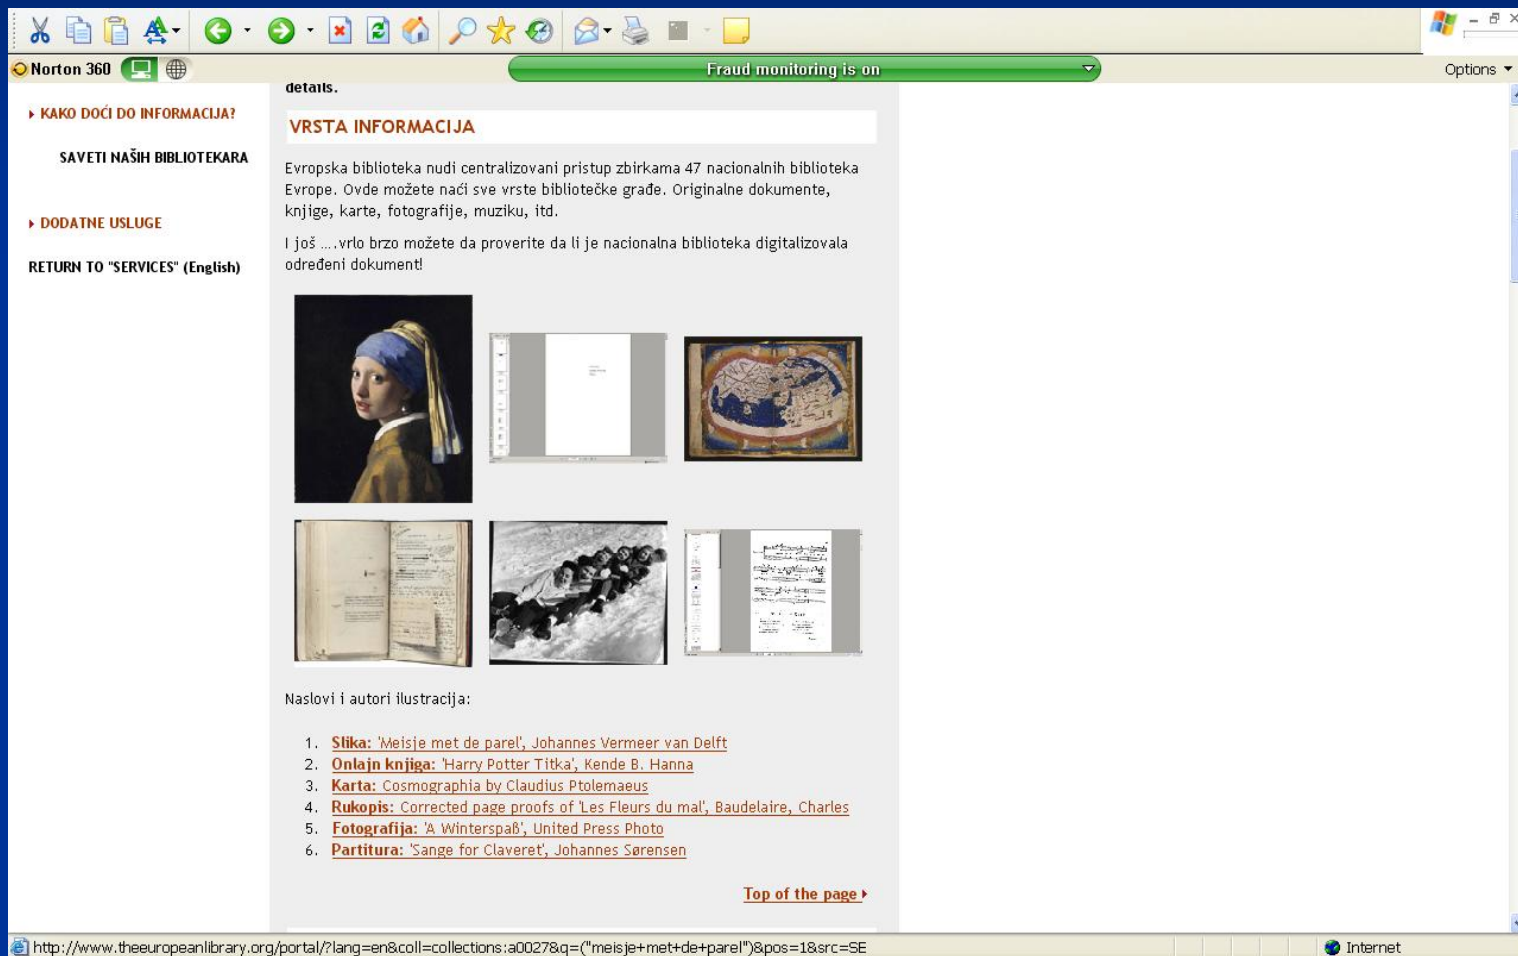 Norton 360
Fraud monitoring is on
Options
details.
KAKO DOĆI DO INFORMACIJA?
SAVETI NAŠIH BIBLIOTEKARA
DODATNE USLUGE
RETURN TO "SERVICES" (English)
VRSTA INFORMACIJA
Evropska biblioteka nudi centralizovani pristup zbirkama 47 nacionalnih biblioteka
Evrope. Ovde možete naći sve vrste bibliotečke građe. Originalne dokumente,
knjige, karte, fotografije, muziku, itd.
I još ....vrlo brzo možete da proverite da li je nacionalna biblioteka digitalizovala
određeni dokument!
Naslovi i autori ilustracija:
1. Slika: 'Meisje met de parel', Johannes Vermeer van Delft
2. Onlajn knjiga: 'Harry Potter Titka', Kende B. Hanna
3. Karta: Cosmographia by Claudius Ptolemaeus
4. Rukopis: Corrected page proofs of 'Les Fleurs du mal', Baudelaire, Charles
5. Fotografija: 'A Winterspaß', United Press Photo
6. Partitura: 'Sange for Claveret', Johannes Sørensen
Top of the page
http://www.theeuropeanlibrary.org/portal/?lang=en&coll=collections:a0027&q=("meisje+met+de+parel")&pos=1&src=SE
Internet